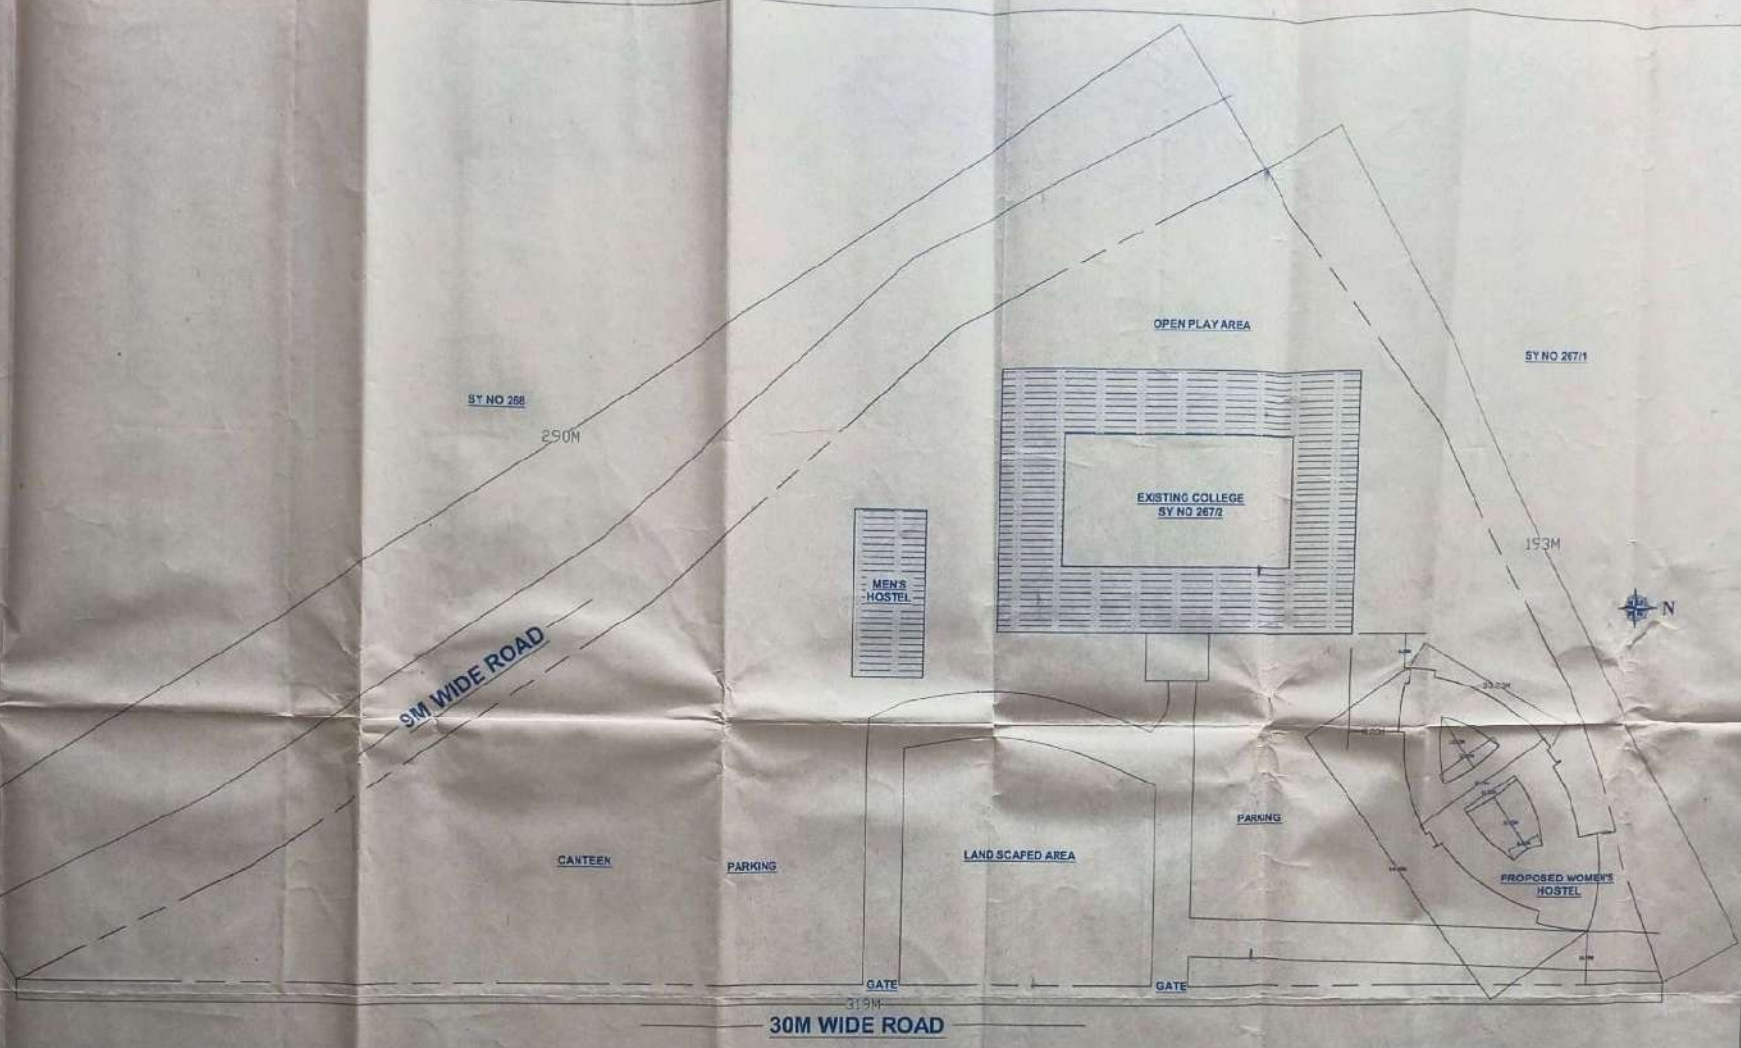 OPEN PLAY AREA
SY NO 267/1
SY NO 268
290M
EXISTING COLLEGE
SY NO 267/2
193M
MEN'S
HOSTEL
N
9M WIDE ROAD
PARKING
CANTEEN
PARKING
LAND SCAPED AREA
PROPOSED WOMEN'S
HOSTEL
GATE
GATE
319M
30M WIDE ROAD